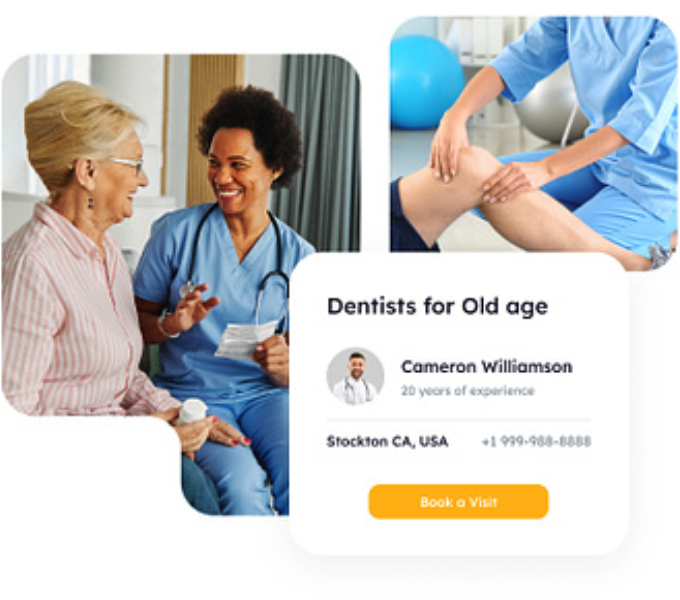 Dentists for Old age
Cameron Williamson
20 years of experience
Stockton CA, USA
+1 999-988-8888
Book a Visit